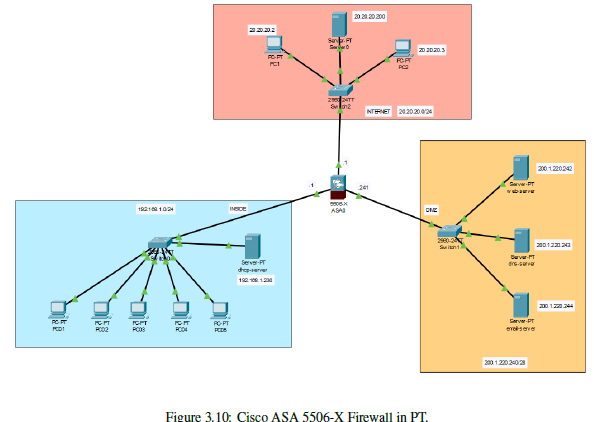 20.20.20.200
20.20.20.2
Server-PT
Server0
20.20.20.3
PC-PT
PC1
PC-PT
PC2
2960-24TT
Switch2
INTERNET
20.20.20.0/24
.1
.1
.241
5506-X
ASA0
192.168.1.0/24
INSIDE
DMZ
200.1.220.242
Server-PT
web-server
2960-24TT
Switch1
200.1.220.243
Server-PT
dns-server
Server-PT
dhcp-server
192.168.1.200
200.1.220.244
Server-PT
email-server
PC-PT
PC01
PC-PT
PC02
PC-PT
PC03
PC-PT
PC04
PC-PT
200.1.220.240/28
Figure 3.10: Cisco ASA 5506-X Firewall in PT.